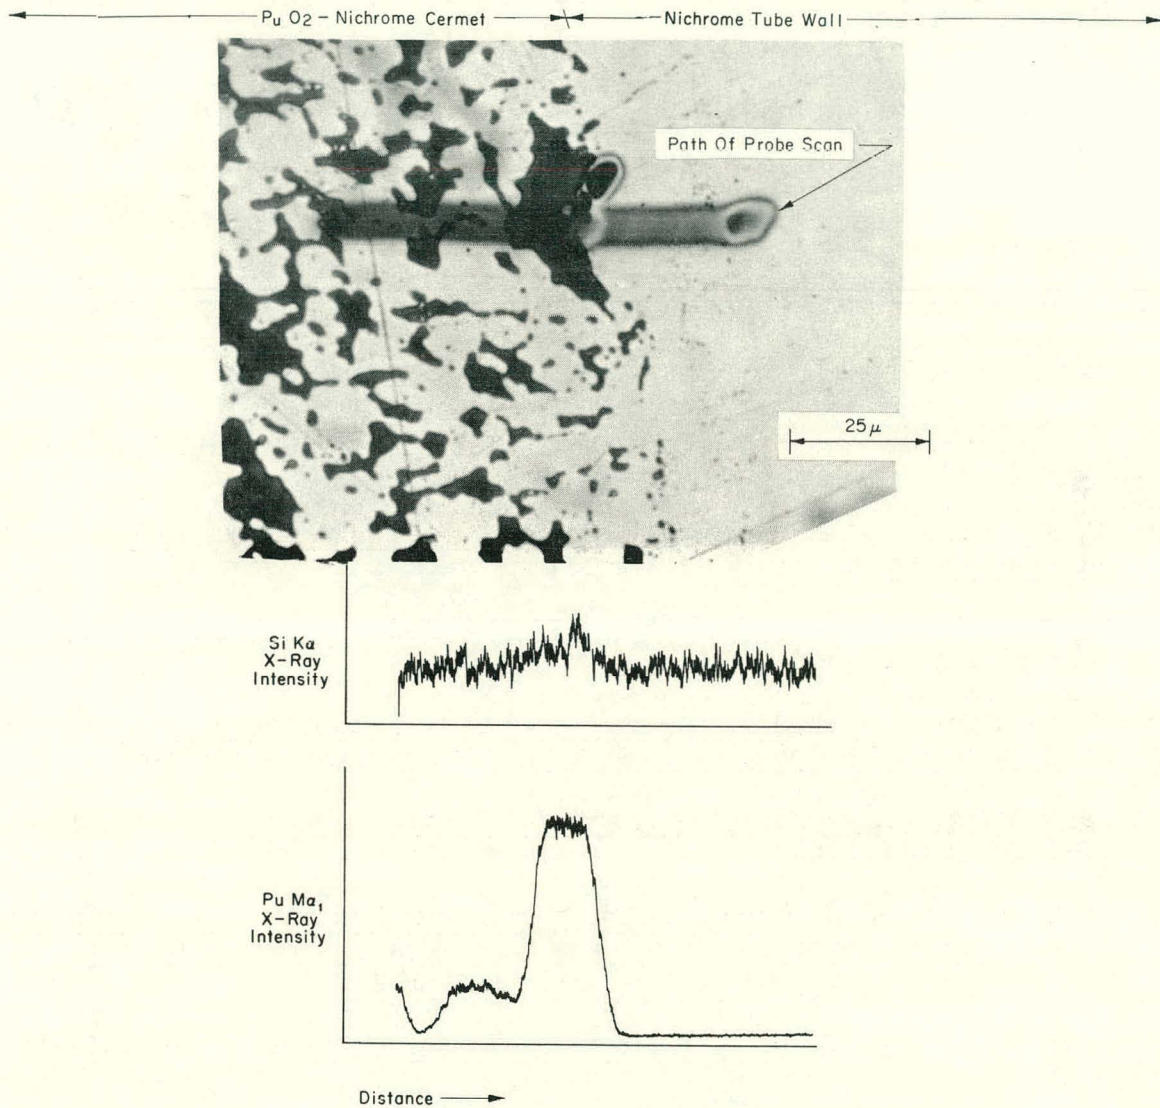 Pu O2 – Nichrome Cermet
Nichrome Tube Wall
Path Of Probe Scan
25 μ
Si Kα
X-Ray
Intensity
Pu Mα1
X-Ray
Intensity
Distance